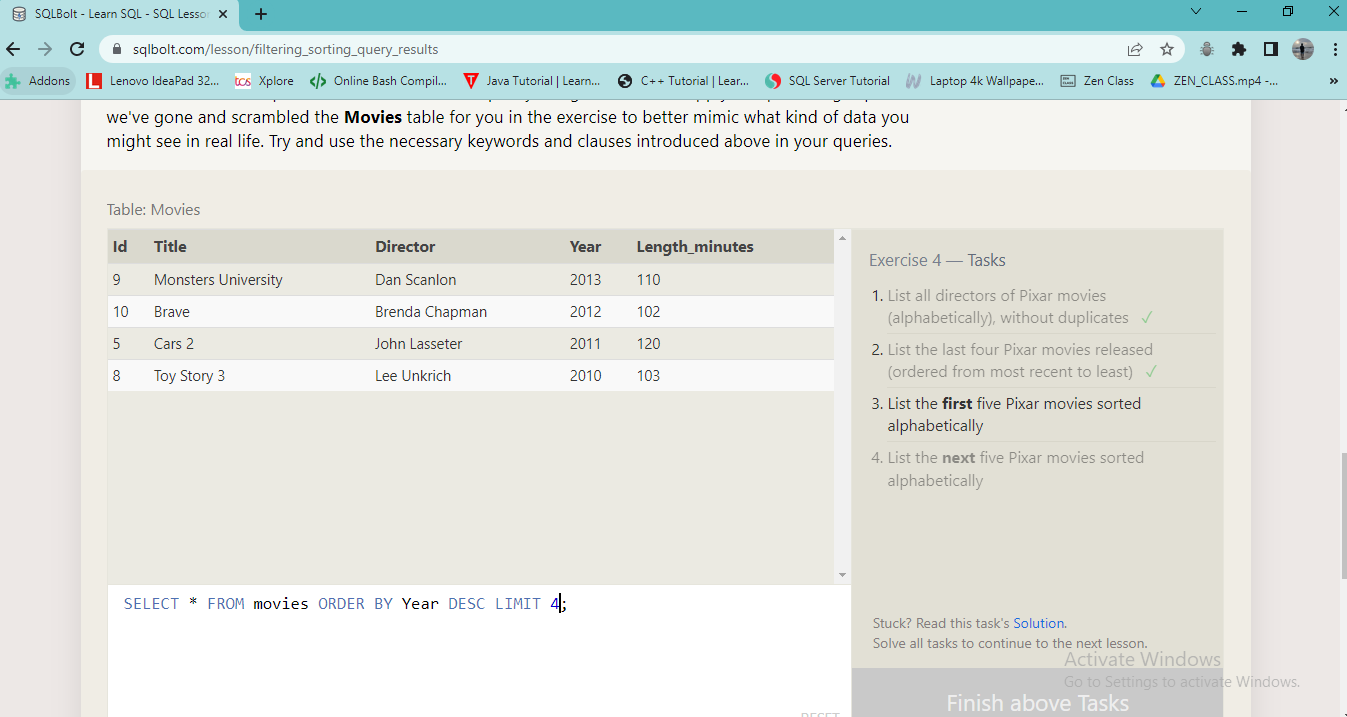 SQLBolt - Learn SQL - SQL Lesso
sqlbolt.com/lesson/filtering_sorting_query_results
Addons Lenovo IdeaPad 32... tcs Xplore Online Bash Compil... Java Tutorial | Learn... C++ Tutorial | Lear... SQL Server Tutorial Laptop 4k Wallpape... Zen Class ZEN_CLASS.mp4 -... »
we've gone and scrambled the Movies table for you in the exercise to better mimic what kind of data you
might see in real life. Try and use the necessary keywords and clauses introduced above in your queries.
Table: Movies
Id Title Director Year Length_minutes
9 Monsters University Dan Scanlon 2013 110
10 Brave Brenda Chapman 2012 102
5 Cars 2 John Lasseter 2011 120
8 Toy Story 3 Lee Unkrich 2010 103
SELECT * FROM movies ORDER BY Year DESC LIMIT 4;
RESET
Exercise 4 — Tasks
1. List all directors of Pixar movies
(alphabetically), without duplicates ✓
2. List the last four Pixar movies released
(ordered from most recent to least) ✓
3. List the first five Pixar movies sorted
alphabetically
4. List the next five Pixar movies sorted
alphabetically
Stuck? Read this task's Solution.
Solve all tasks to continue to the next lesson.
Finish above Tasks
Activate Windows
Go to Settings to activate Windows.